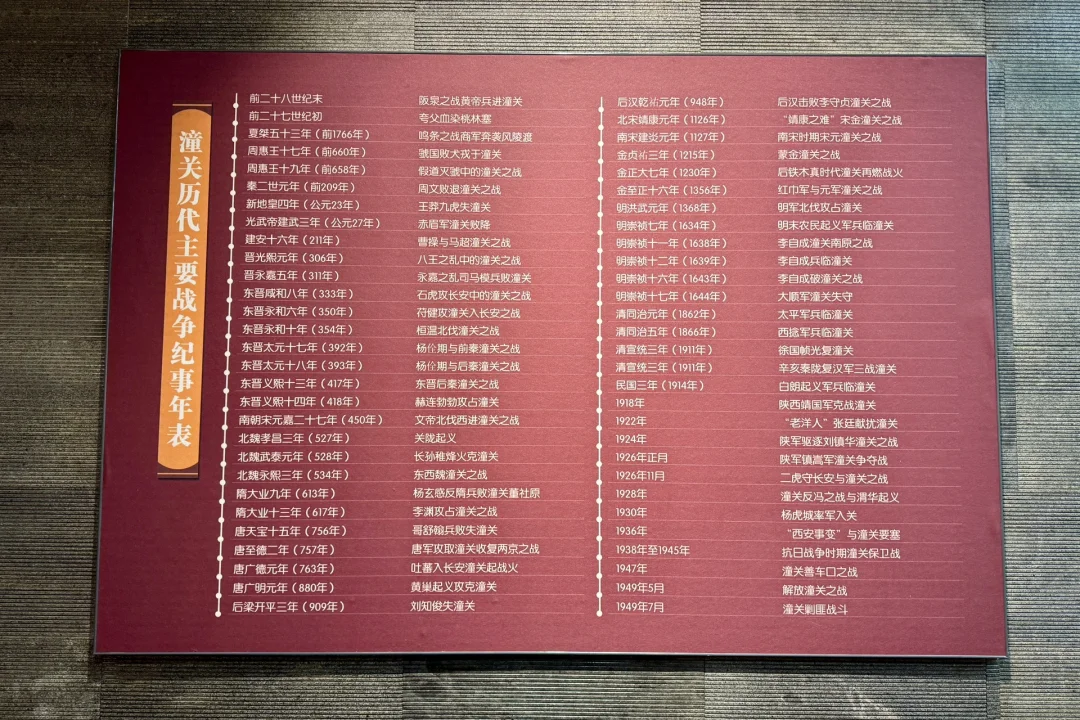 潼关历代主要战争纪事年表
前二十八世纪末 阪泉之战黄帝兵进潼关
前二十七世纪初 夸父血染桃林塞
夏桀五十三年（前1766年） 鸣条之战商军奔袭风陵渡
周惠王十七年（前660年） 虢国败犬戎于潼关
周惠王十九年（前658年） 假道灭虢中的潼关之战
秦二世元年（前209年） 周文败退潼关之战
新地皇四年（公元23年） 王莽九虎失潼关
光武帝建武三年（公元27年） 赤眉军潼关败降
建安十六年（211年） 曹操与马超潼关之战
晋光熙元年（306年） 八王之乱中的潼关之战
晋永嘉五年（311年） 永嘉之乱司马模兵败潼关
东晋咸和八年（333年） 石虎攻长安中的潼关之战
东晋永和六年（350年） 苻健攻潼关入长安之战
东晋永和十年（354年） 桓温北伐潼关之战
东晋太元十七年（392年） 杨佺期与前秦潼关之战
东晋太元十八年（393年） 杨佺期与后秦潼关之战
东晋义熙十三年（417年） 东晋后秦潼关之战
东晋义熙十四年（418年） 赫连勃勃攻占潼关
南朝宋元嘉二十七年（450年） 文帝北伐西进潼关之战
北魏孝昌三年（527年） 关陇起义
北魏武泰元年（528年） 长孙稚烽火克潼关
北魏永熙三年（534年） 东西魏潼关之战
隋大业九年（613年） 杨玄感反隋兵败潼关董社原
隋大业十三年（617年） 李渊攻占潼关之战
唐天宝十五年（756年） 哥舒翰兵败失潼关
唐至德二年（757年） 唐军攻取潼关收复两京之战
唐广德元年（763年） 吐蕃入长安潼关起战火
唐广明元年（880年） 黄巢起义攻克潼关
后梁开平三年（909年） 刘知俊失潼关
后汉乾祐元年（948年） 后汉击败李守贞潼关之战
北宋靖康元年（1126年） “靖康之难”宋金潼关之战
南宋建炎元年（1127年） 南宋时期宋元潼关之战
金贞祐三年（1215年） 蒙金潼关之战
金正大七年（1230年） 后铁木真时代潼关再燃战火
金至正十六年（1356年） 红巾军与元军潼关之战
明洪武元年（1368年） 明军北伐攻占潼关
明崇祯七年（1634年） 明末农民起义军兵临潼关
明崇祯十一年（1638年） 李自成潼关南原之战
明崇祯十二年（1639年） 李自成兵临潼关
明崇祯十六年（1643年） 李自成破潼关之战
明崇祯十七年（1644年） 大顺军潼关失守
清同治元年（1862年） 太平军兵临潼关
清同治五年（1866年） 西捻军兵临潼关
清宣统三年（1911年） 徐国桢光复潼关
清宣统三年（1911年） 辛亥秦陇复汉军三战潼关
民国三年（1914年） 白朗起义军兵临潼关
1918年 陕西靖国军克战潼关
1922年 “老洋人”张廷献扰潼关
1924年 陕军驱逐刘镇华潼关之战
1926年正月 陕军镇嵩军潼关争夺战
1926年11月 二虎守长安与潼关之战
1928年 潼关反冯之战与渭华起义
1930年 杨虎城率军入关
1936年 “西安事变”与潼关要塞
1938年至1945年 抗日战争时期潼关保卫战
1947年 潼关善车口之战
1949年5月 解放潼关之战
1949年7月 潼关剿匪战斗